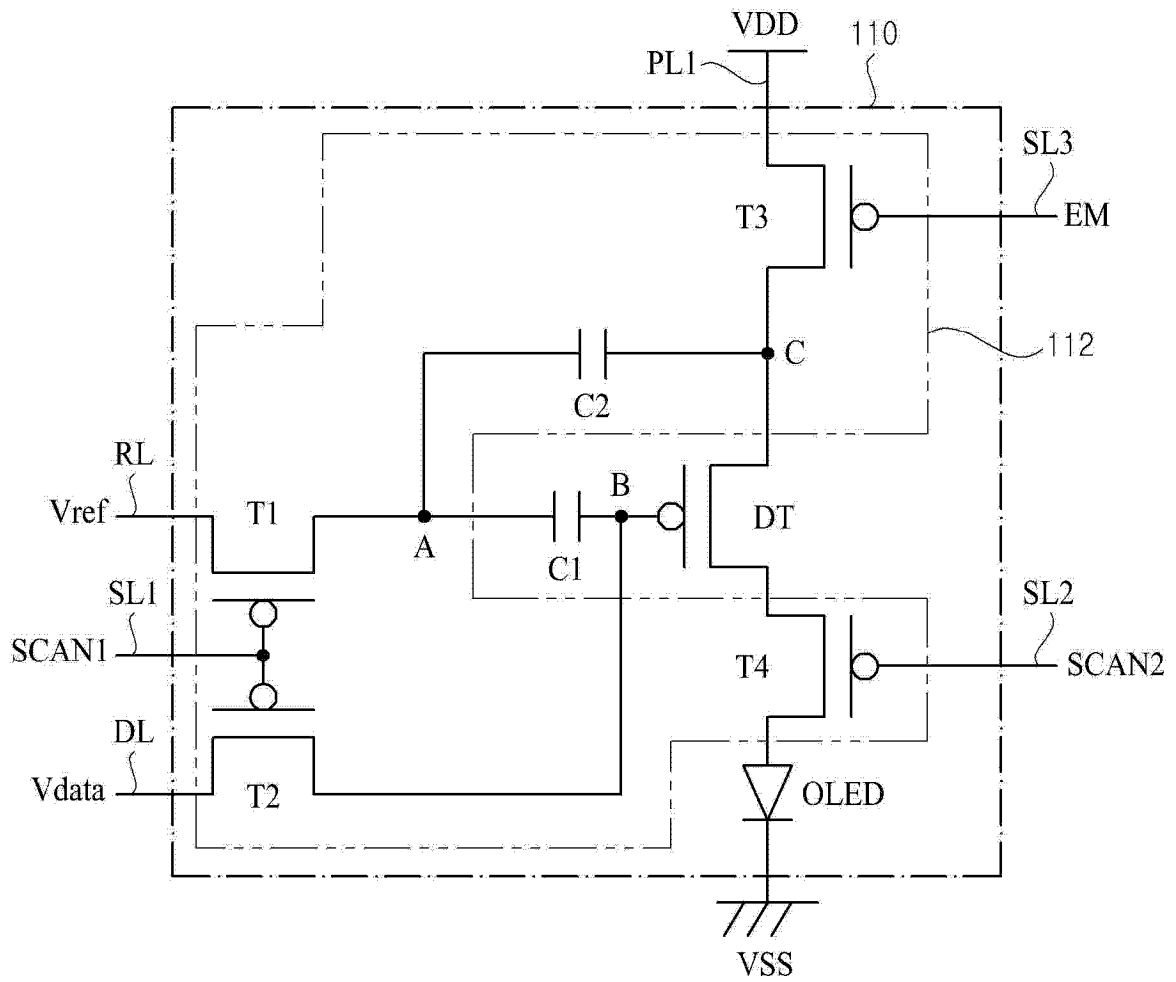 VDD
110
PL1
SL3
T3
EM
C
112
C2
RL
B
Vref
T1
DT
A
C1
SL1
SL2
SCAN1
T4
SCAN2
DL
Vdata
T2
OLED
VSS